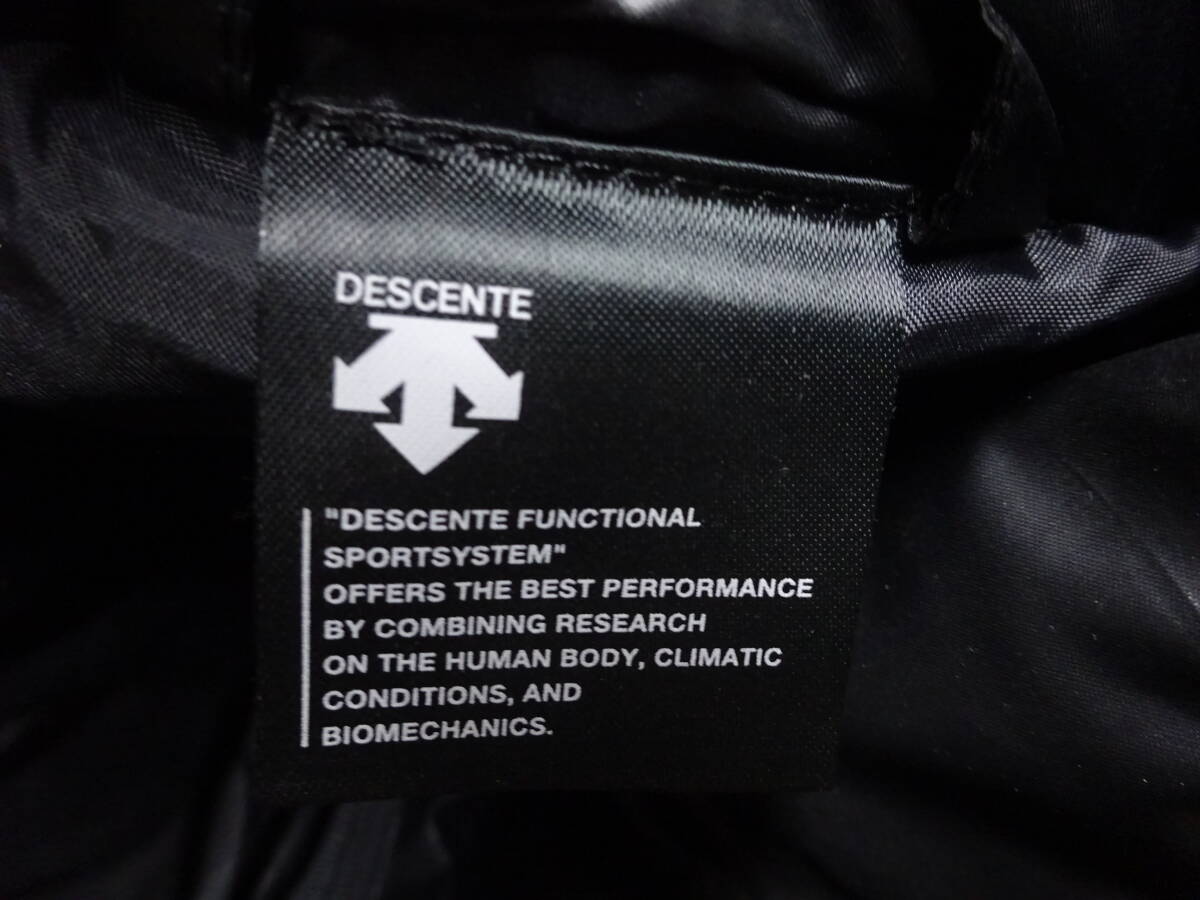 DESCENTE
"DESCENTE FUNCTIONAL
SPORTSYSTEM"
OFFERS THE BEST PERFORMANCE
BY COMBINING RESEARCH
ON THE HUMAN BODY, CLIMATIC
CONDITIONS, AND
BIOMECHANICS.